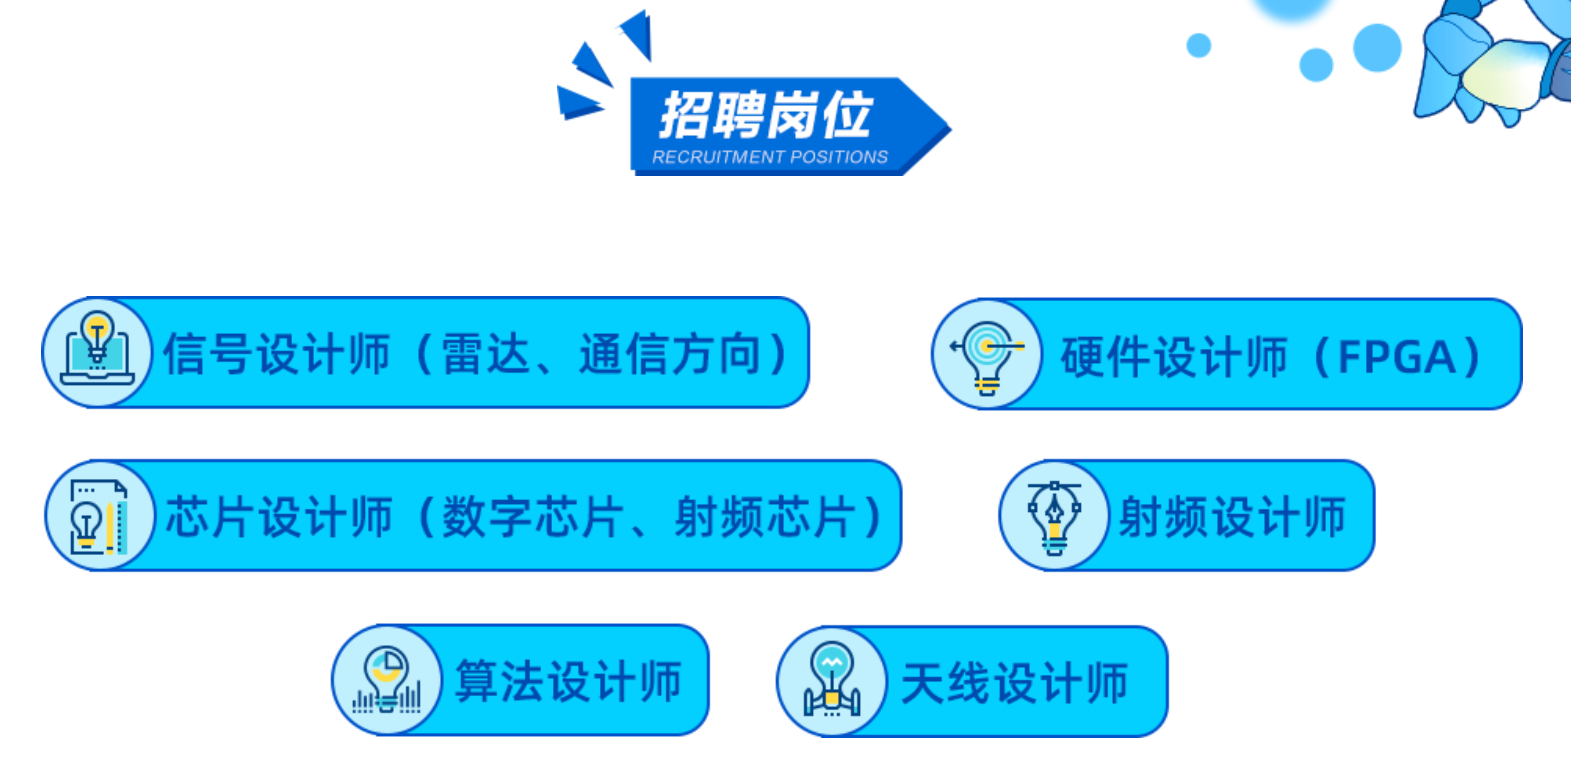 招聘岗位
RECRUITMENT POSITIONS
信号设计师（雷达、通信方向）
硬件设计师（FPGA）
芯片设计师（数字芯片、射频芯片）
射频设计师
算法设计师
天线设计师